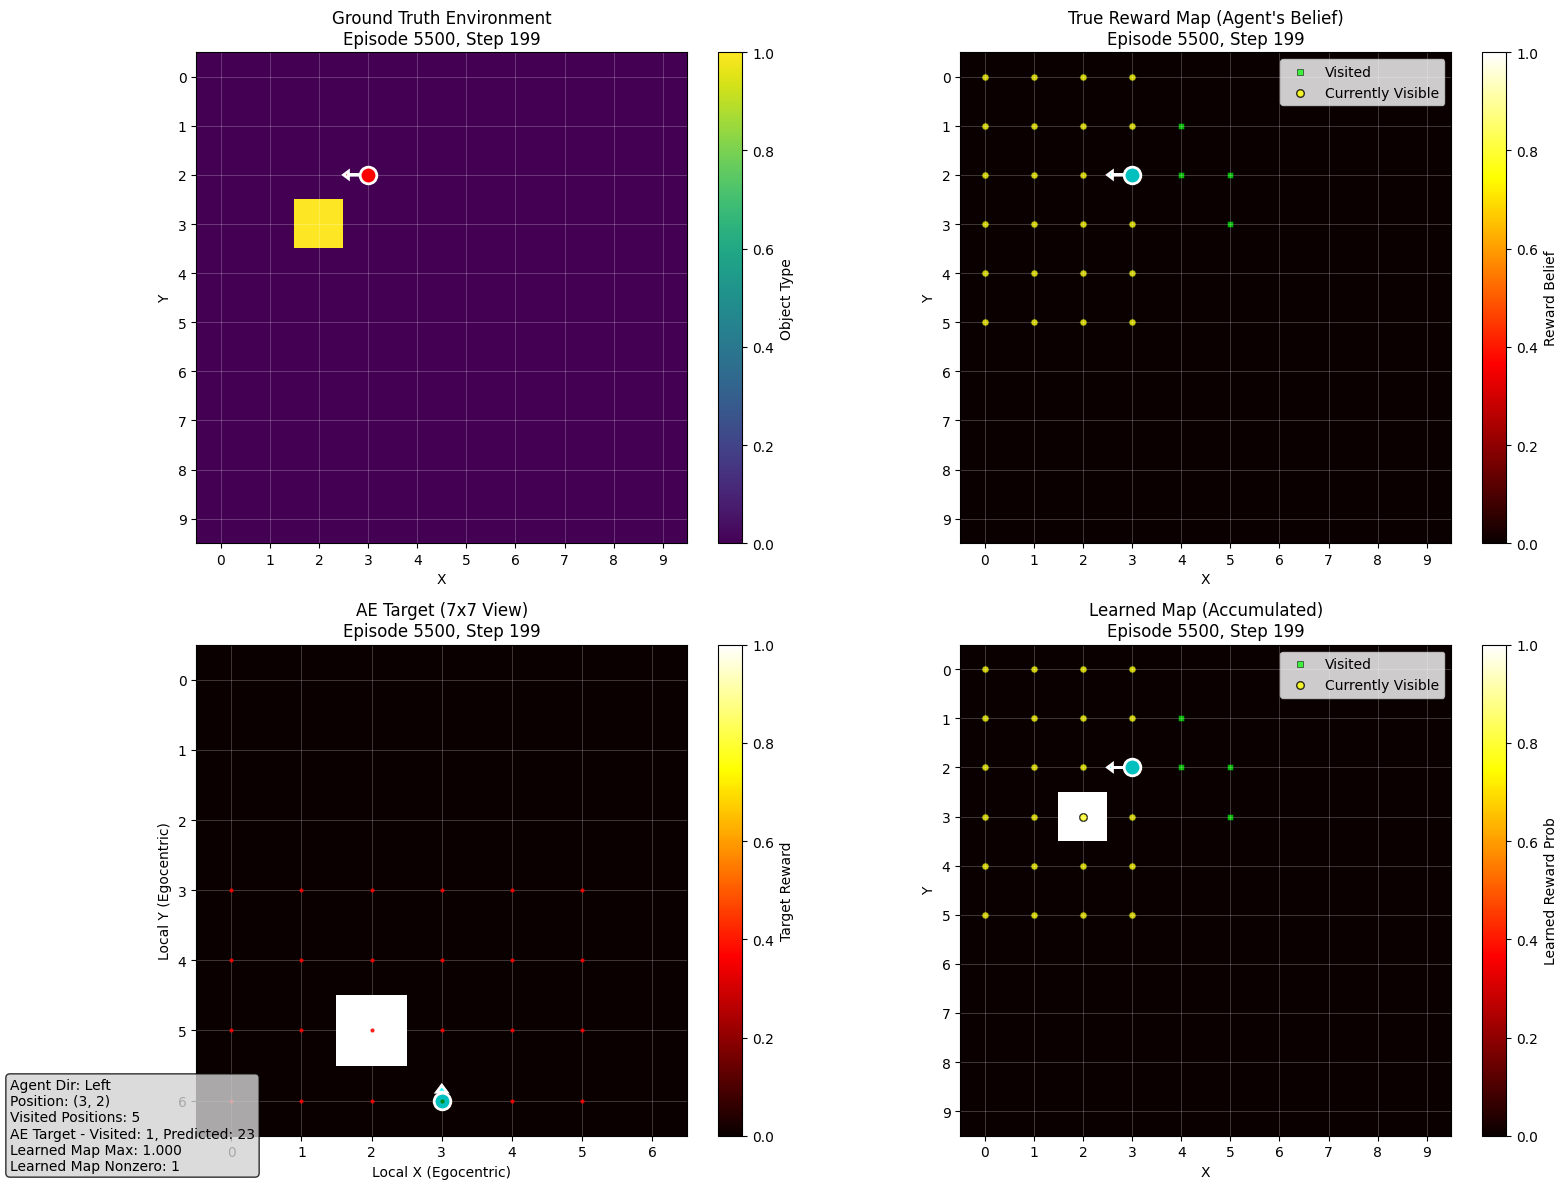 Ground Truth Environment
Episode 5500, Step 199
0
1
2
3
4
5
6
7
8
9
Y
0 1 2 3 4 5 6 7 8 9
X
1.0
0.8
0.6
0.4
0.2
0.0
Object Type
True Reward Map (Agent's Belief)
Episode 5500, Step 199
Visited
Currently Visible
0
1
2
3
4
5
6
7
8
9
Y
0 1 2 3 4 5 6 7 8 9
X
1.0
0.8
0.6
0.4
0.2
0.0
Reward Belief
AE Target (7x7 View)
Episode 5500, Step 199
0
1
2
3
4
5
6
Local Y (Egocentric)
0 1 2 3 4 5 6
Local X (Egocentric)
1.0
0.8
0.6
0.4
0.2
0.0
Target Reward
Agent Dir: Left
Position: (3, 2)
Visited Positions: 5
AE Target - Visited: 1, Predicted: 23
Learned Map Max: 1.000
Learned Map Nonzero: 1
Learned Map (Accumulated)
Episode 5500, Step 199
Visited
Currently Visible
0
1
2
3
4
5
6
7
8
9
Y
0 1 2 3 4 5 6 7 8 9
X
1.0
0.8
0.6
0.4
0.2
0.0
Learned Reward Prob